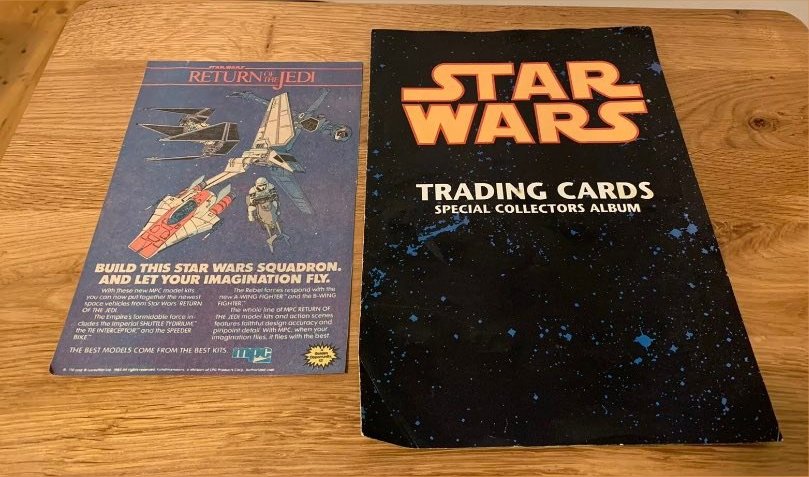 STAR WARS
RETURN OF THE JEDI
BUILD THIS STAR WARS SQUADRON.
AND LET YOUR IMAGINATION FLY.
With these new MPC model kits
you can now put together the newest
space vehicles from Star Wars RETURN
OF THE JEDI.
The Empire's formidable force in-
cludes the Imperial SHUTTLE TYDIRIUM,
the TIE INTERCEPTOR™ and the SPEEDER
BIKE™
The Rebel forces respond with the
new A-WING FIGHTER™ and the B-WING
FIGHTER.™
The whole line of MPC RETURN
OF THE JEDI model kits and action scenes
features faithful design accuracy and
pinpoint detail. With MPC, when your
imagination flies, it flies with the best.
THE BEST MODELS COME FROM THE BEST KITS.
mpc
STAR
WARS
TRADING CARDS
SPECIAL COLLECTORS ALBUM